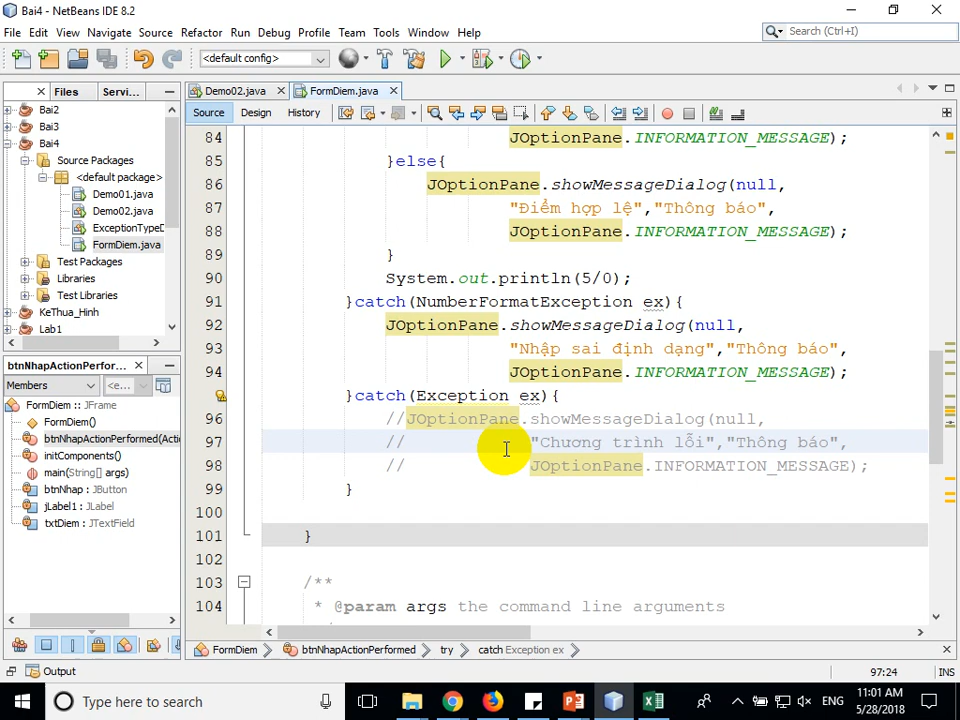 Bai4 - NetBeans IDE 8.2
File Edit View Navigate Source Refactor Run Debug Profile Team Tools Window Help
Search (Ctrl+I)
<default config>
Files Servi...
Demo02.java FormDiem.java
Source Design History
Bai2
Bai3
Bai4
Source Packages
<default package>
Demo01.java
Demo02.java
ExceptionTypeD
FormDiem.java
Test Packages
Libraries
Test Libraries
KeThua_Hinh
Lab1
84 JOptionPane.INFORMATION_MESSAGE);
85 }else{
86 JOptionPane.showMessageDialog(null,
87 "Điểm hợp lệ","Thông báo",
88 JOptionPane.INFORMATION_MESSAGE);
89 }
90 System.out.println(5/0);
91 }catch(NumberFormatException ex){
92 JOptionPane.showMessageDialog(null,
93 "Nhập sai định dạng","Thông báo",
94 JOptionPane.INFORMATION_MESSAGE);
}catch(Exception ex){
96 //JOptionPane.showMessageDialog(null,
97 // "Chương trình lỗi","Thông báo",
98 // JOptionPane.INFORMATION_MESSAGE);
99 }
100
101 }
102
103 /**
104 * @param args the command line arguments
btnNhapActionPerform...
Members <e...
FormDiem :: JFrame
FormDiem()
btnNhapActionPerformed(Acti
initComponents()
main(String[] args)
btnNhap : JButton
jLabel1 : JLabel
txtDiem : JTextField
FormDiem btnNhapActionPerformed try catch Exception ex
Output
97:24 INS
Type here to search
ENG
11:01 AM
5/28/2018